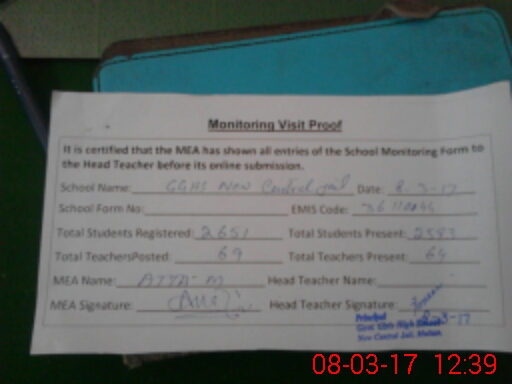 Monitoring Visit Proof
It is certified that the MEA has shown all entries of the School Monitoring Form to
the Head Teacher before its online submission.
School Name: GGHS New Central Jail Date: 8-3-17
School Form No: EMIS Code:
Total Students Registered: 2651 Total Students Present:
Total TeachersPosted: 69 Total Teachers Present:
MEA Name: Head Teacher Name:
MEA Signature: Head Teacher Signature:
Principal
Govt. Girls High School
New Central Jail, Multan.
08-03-17 12:39